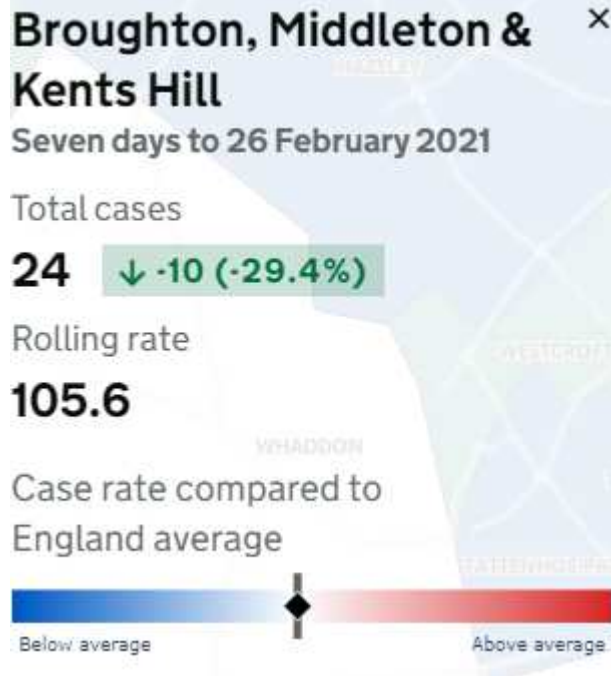 Broughton, Middleton &
Kents Hill
Seven days to 26 February 2021
Total cases
24 ↓ -10 (-29.4%)
Rolling rate
105.6
WHADDON
Case rate compared to
England average
Below average
Above average